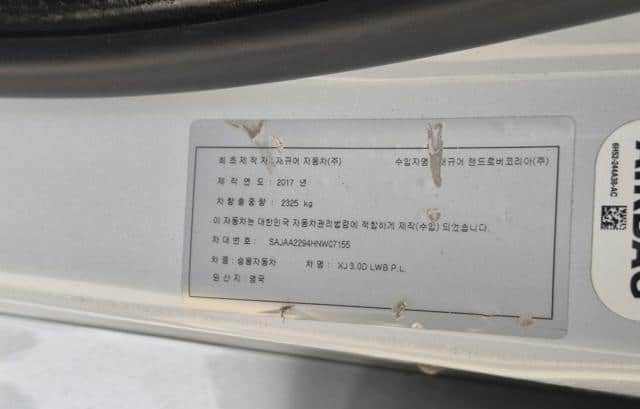 최초제작자 : 재규어 자동차(주) 수입자명 : 재규어 랜드로버코리아(주)
제작연도 : 2017 년
차량총중량 : 2325 kg
이 자동차는 대한민국 자동차관리법령에 적합하게 제작(수입) 되었습니다.
차대번호 : SAJAA2294HNW07155
차종 : 승용자동차 차명 : XJ 3.0D LWB P.L.
원산지 : 영국
6H52-044A38-AC
AIRBAG